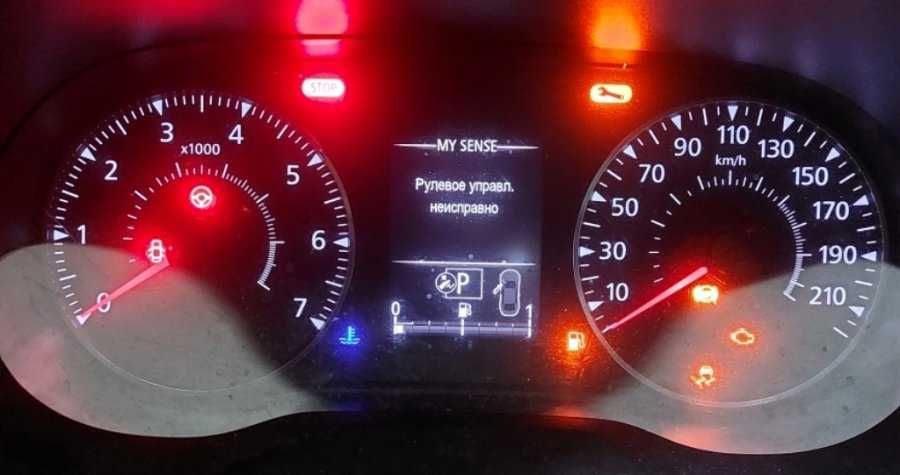 STOP
MY SENSE
x1000
km/h
Рулевое управл.
неисправно
P
0 1 2 3 4 5 6 7
10 30 50 70 90 110 130 150 170 190 210
0 1